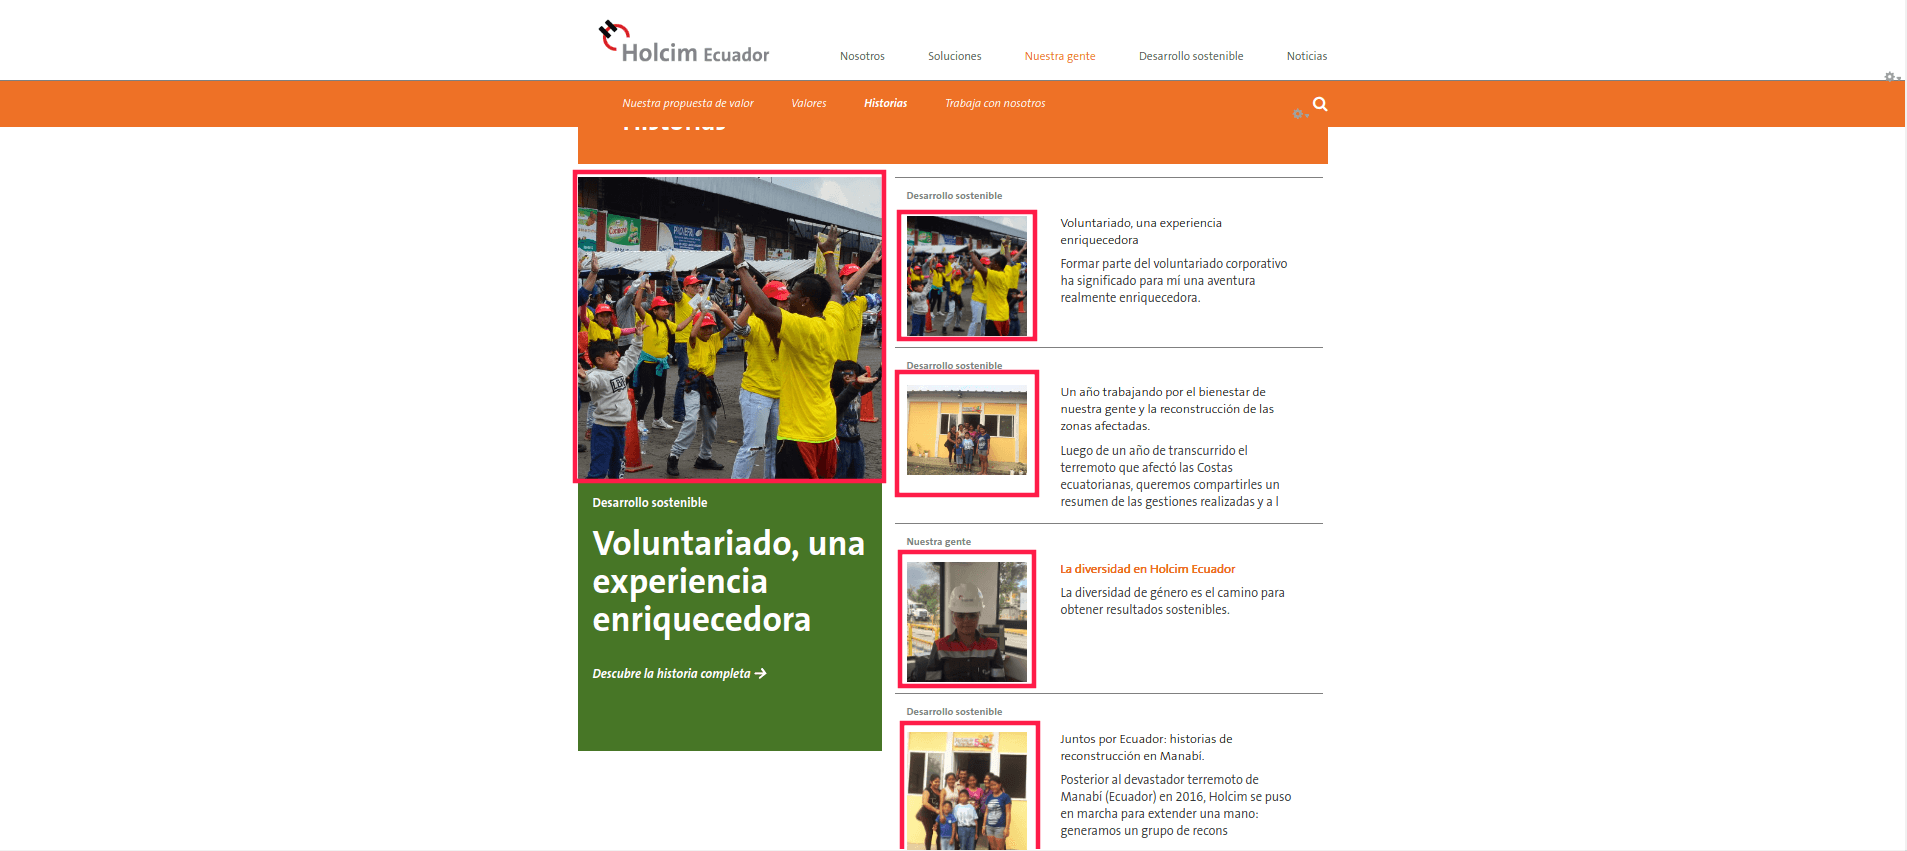 Holcim Ecuador
Nosotros
Soluciones
Nuestra gente
Desarrollo sostenible
Noticias
Nuestra propuesta de valor
Valores
Historias
Trabaja con nosotros
Historias
Desarrollo sostenible
Voluntariado, una
experiencia
enriquecedora
Descubre la historia completa →
Desarrollo sostenible
Voluntariado, una experiencia
enriquecedora
Formar parte del voluntariado corporativo
ha significado para mi una aventura
realmente enriquecedora.
Desarrollo sostenible
Un año trabajando por el bienestar de
nuestra gente y la reconstrucción de las
zonas afectadas.
Luego de un año de transcurrido el
terremoto que afectó las Costas
ecuatorianas, queremos compartirles un
resumen de las gestiones realizadas y a l
Nuestra gente
La diversidad en Holcim Ecuador
La diversidad de género es el camino para
obtener resultados sostenibles.
Desarrollo sostenible
Juntos por Ecuador: historias de
reconstrucción en Manabí.
Posterior al devastador terremoto de
Manabí (Ecuador) en 2016, Holcim se puso
en marcha para extender una mano:
generamos un grupo de recons